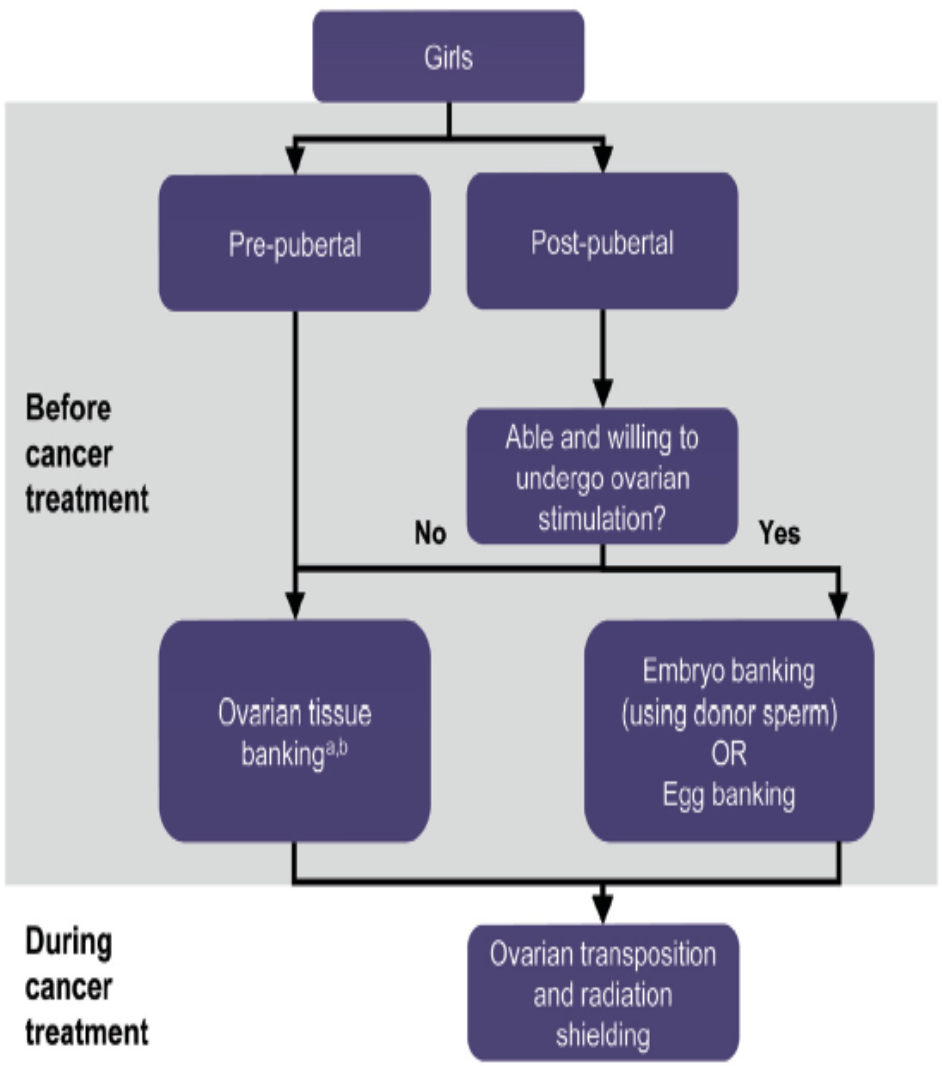 Girls
Pre-pubertal
Post-pubertal
Before
cancer
treatment
Able and willing to
undergo ovarian
stimulation?
No
Yes
Ovarian tissue
bankingᵃ,ᵇ
Embryo banking
(using donor sperm)
OR
Egg banking
During
cancer
treatment
Ovarian transposition
and radiation
shielding